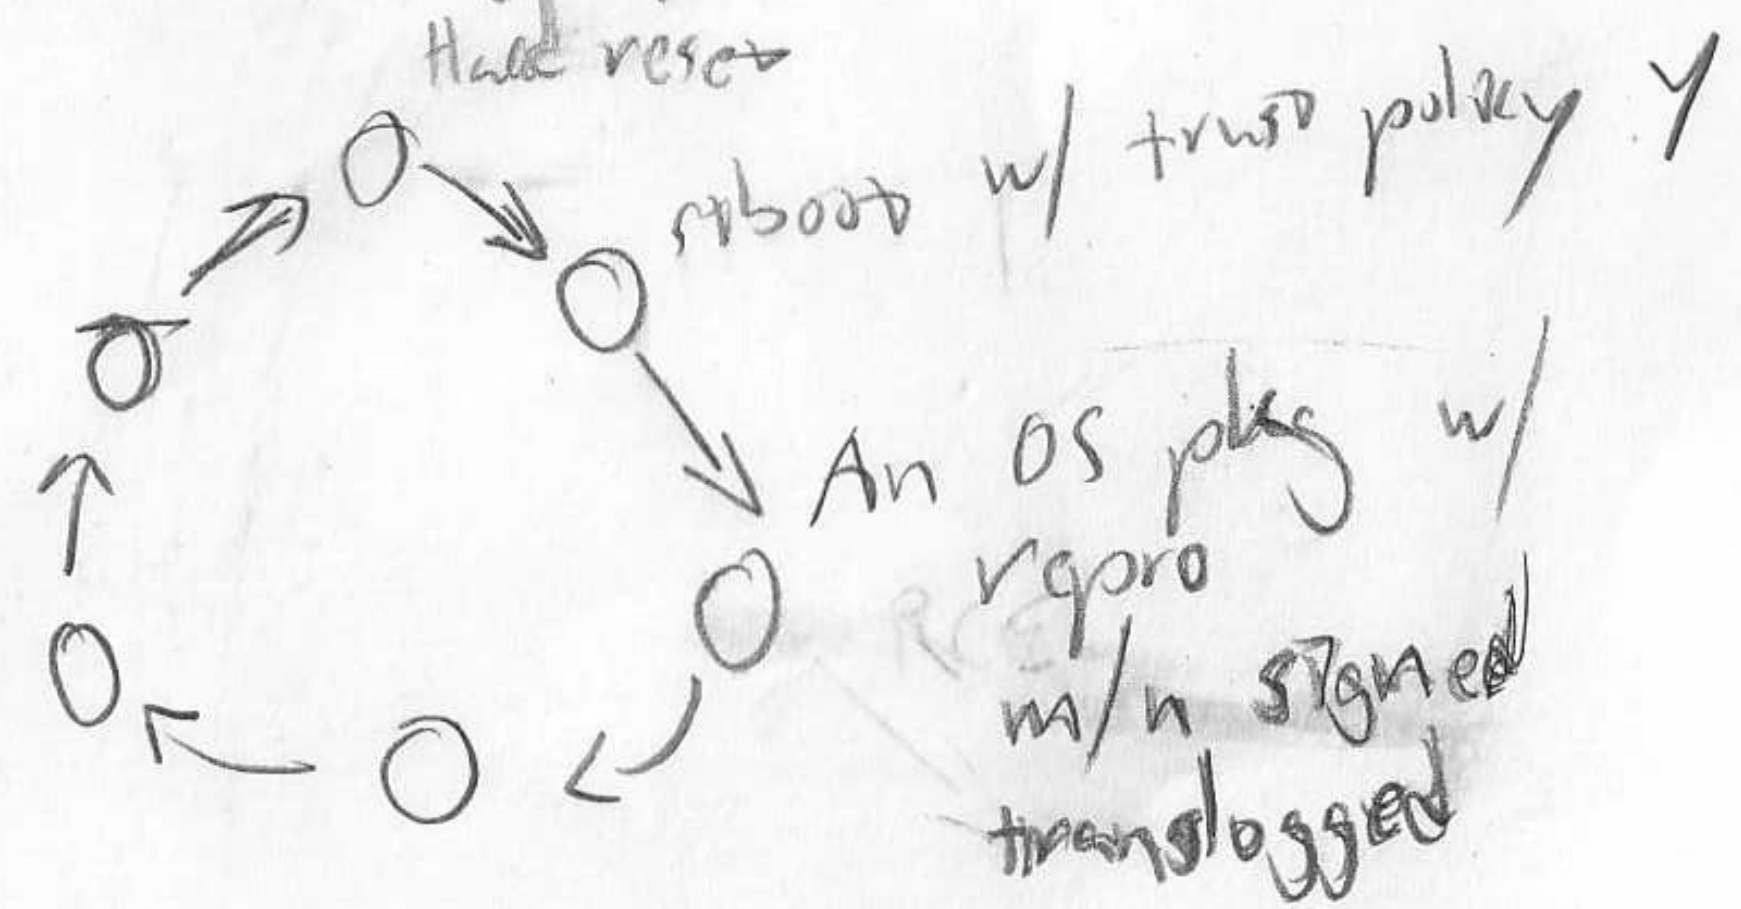 Hard reset
reboot w/ trust policy Y
An OS pkg w/
repro
m/n signed
translogged